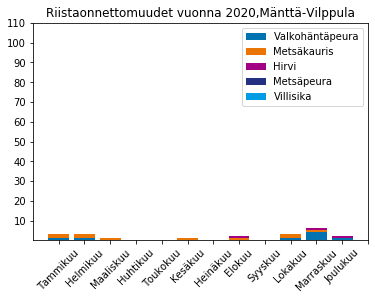 Riistaonnettomuudet vuonna 2020,Mänttä-Vilppula
110
100
90
80
70
60
50
40
30
20
10
Valkohäntäpeura
Metsäkauris
Hirvi
Metsäpeura
Villisika
Tammikuu
Helmikuu
Maaliskuu
Huhtikuu
Toukokuu
Kesäkuu
Heinäkuu
Elokuu
Syyskuu
Lokakuu
Marraskuu
Joulukuu